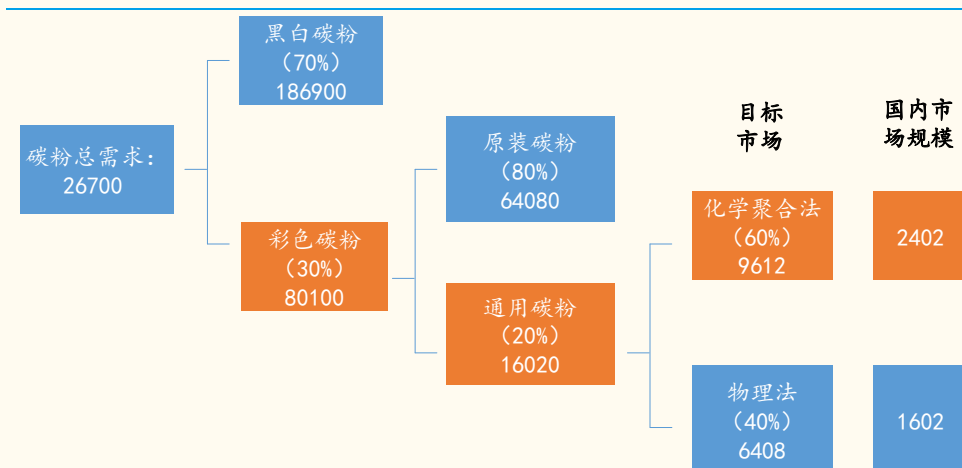 黑白碳粉
(70%)
186900
碳粉总需求:
26700
彩色碳粉
(30%)
80100
原装碳粉
(80%)
64080
通用碳粉
(20%)
16020
目标
市场
国内市
场规模
化学聚合法
(60%)
9612
2402
物理法
(40%)
6408
1602